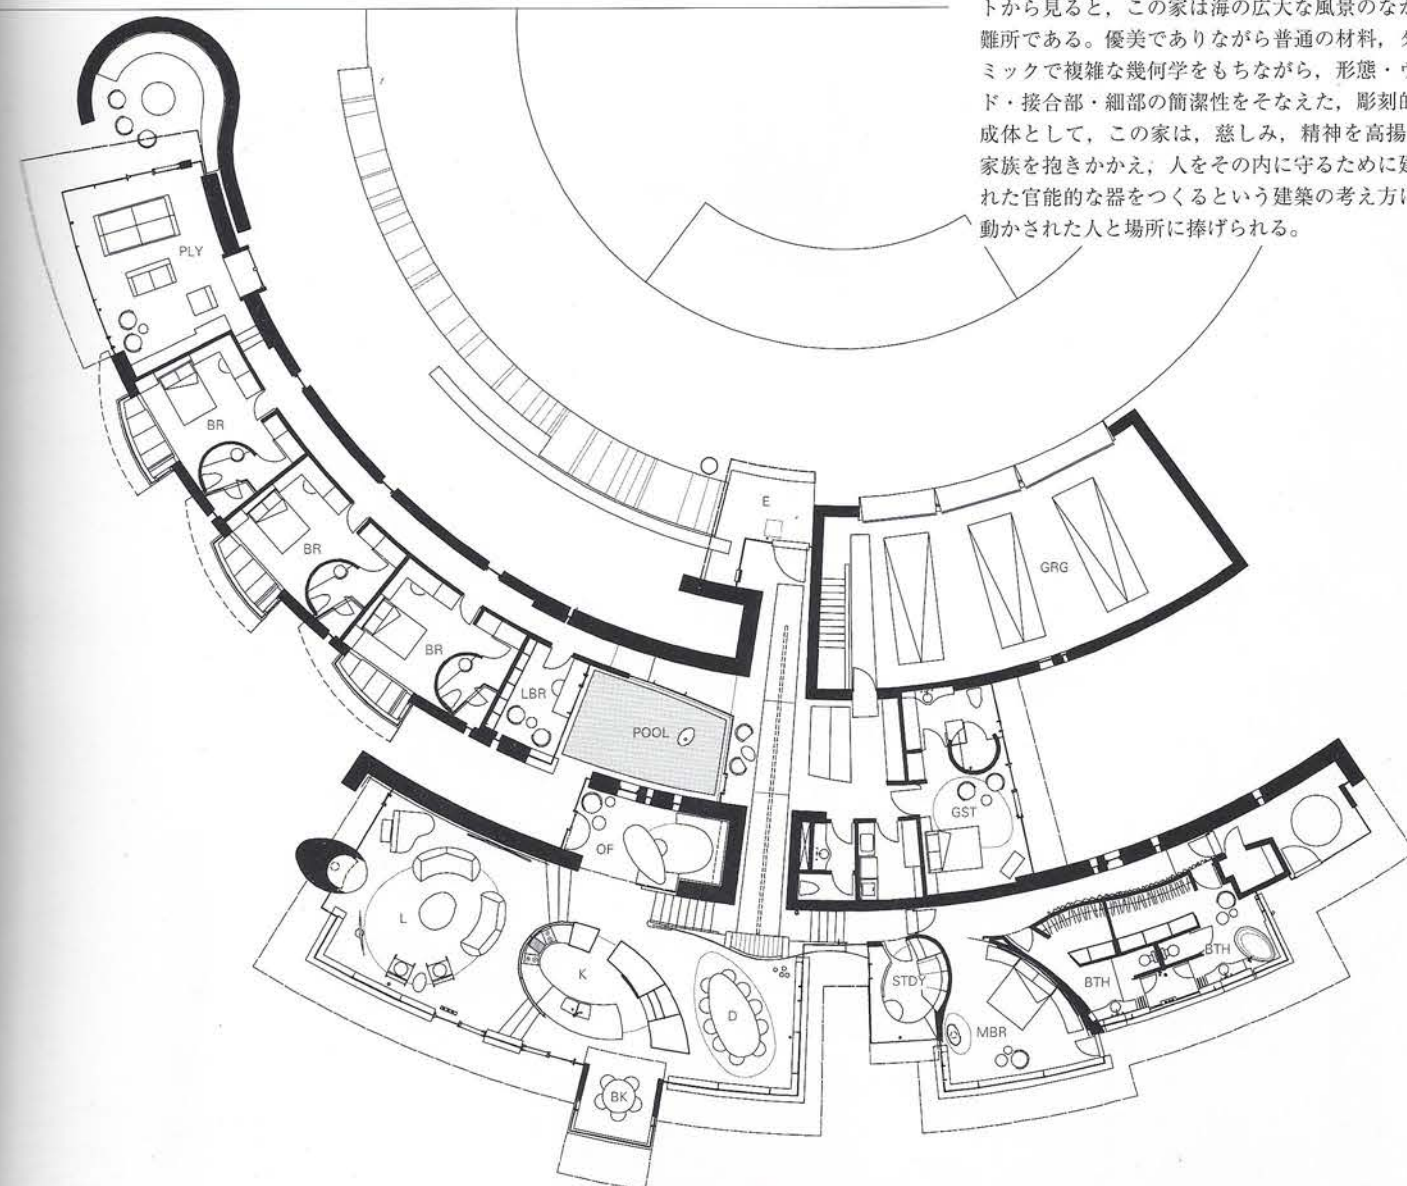 トから見ると，この家は海の広大な風景のなか
難所である。優美でありながら普通の材料，
ミックで複雑な幾何学をもちながら，形態・
ド・接合部・細部の簡潔性をそなえた，彫刻的
成体として，この家は，慈しみ，精神を高揚
家族を抱きかかえ，人をその内に守るために建
れた官能的な器をつくるという建築の考え方に
動かされた人と場所に捧げられる。
PLY
BR
BR
BR
LBR
POOL
E
GRG
GST
OF
L
K
D
BK
STDY
MBR
BTH
BTH